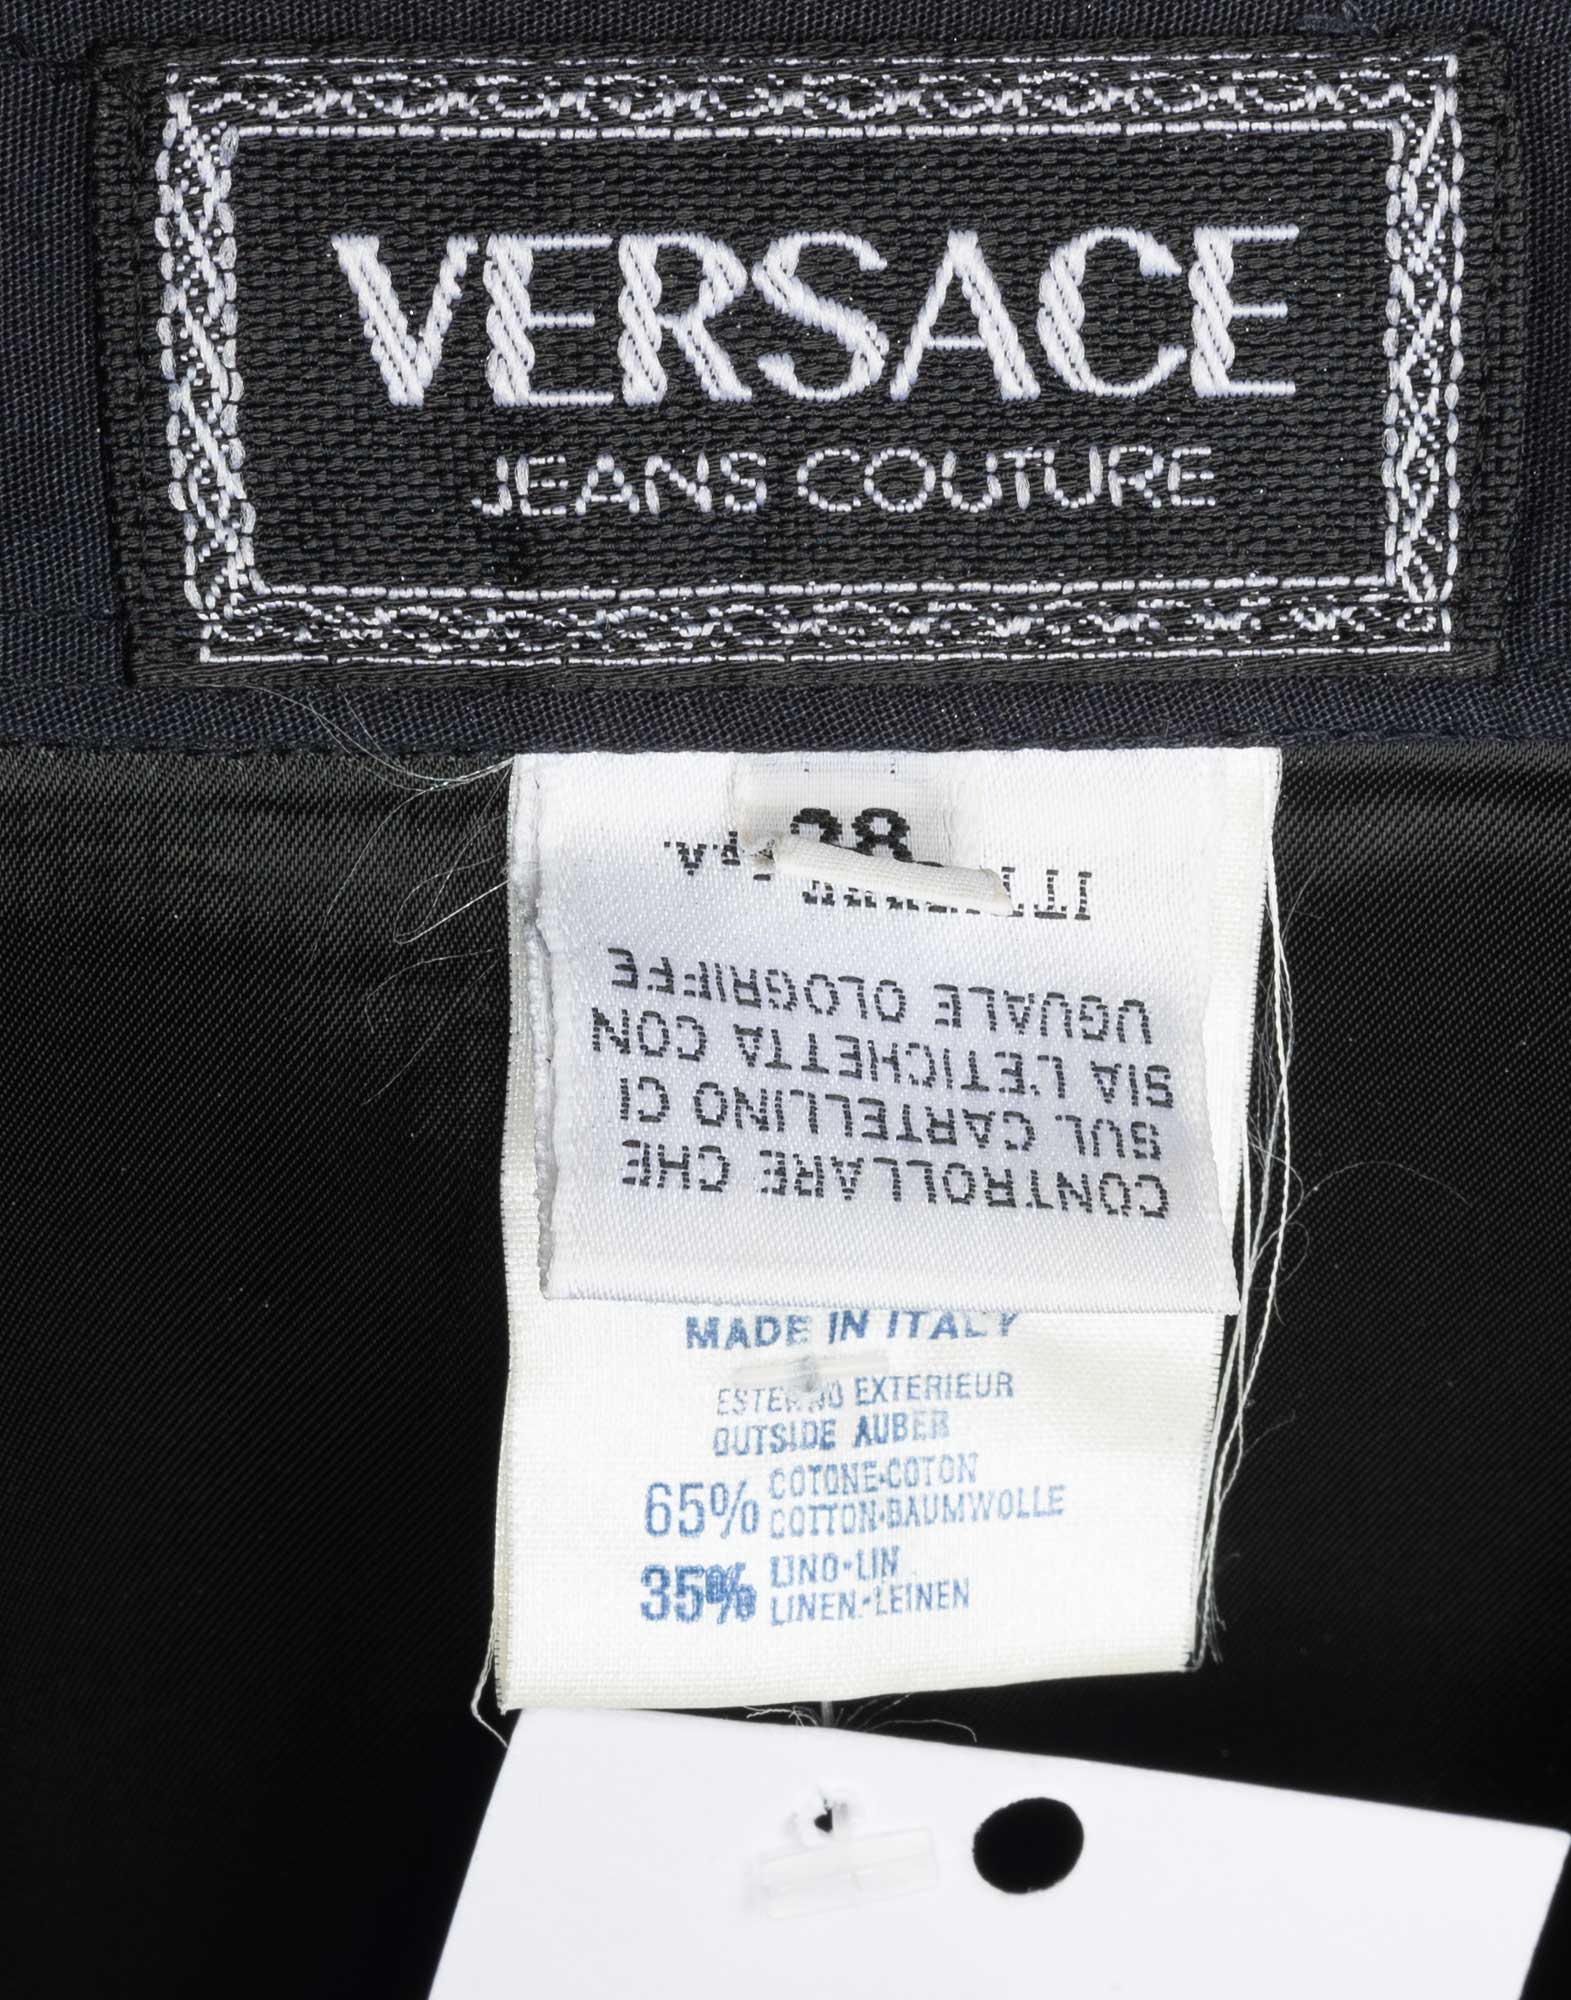 VERSACE
JEANS COUTURE
CONTROLLARE CHE
SUL CARTELLINO CI
SIA L'ETICHETTA CON
UGUALE OLOGRIFFE
MADE IN ITALY
ESTERNO EXTERIEUR
OUTSIDE AUBER
65% COTONE-COTON
COTTON-BAUMWOLLE
35% LINO-LIN
LINEN-LEINEN